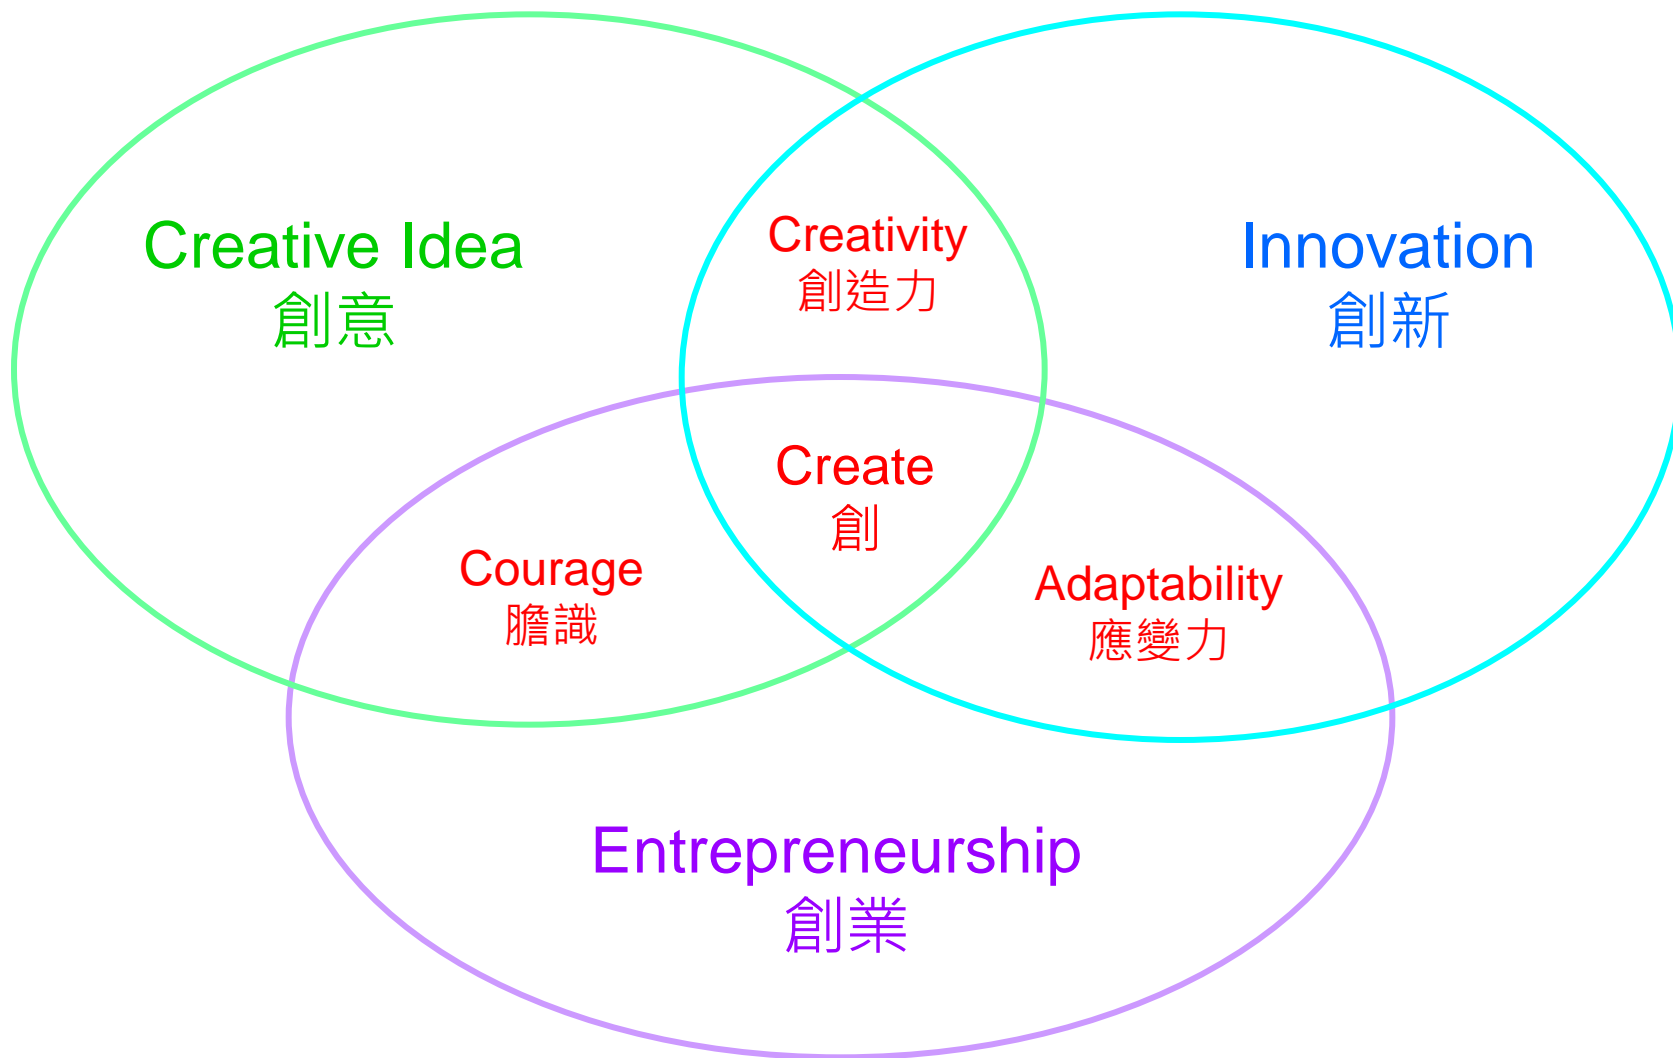 Creative Idea
創意
Creativity
創造力
Innovation
創新
Create
創
Courage
膽識
Adaptability
應變力
Entrepreneurship
創業